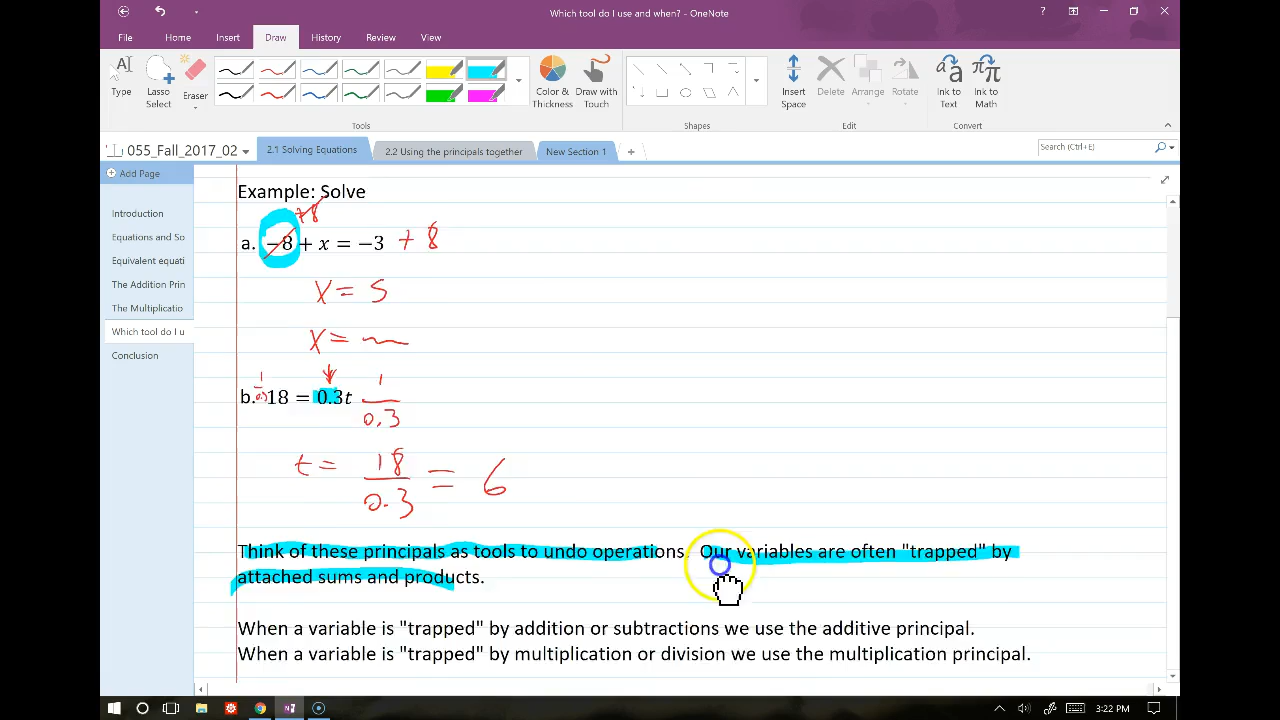 Which tool do I use and when? - OneNote
?
File Home Insert Draw History Review View
Type
Lasso Select
Eraser
Color & Thickness
Draw with Touch
Insert Space
Delete
Arrange
Rotate
Ink to Text
Ink to Math
Tools Shapes Edit Convert
055_Fall_2017_02 2.1 Solving Equations 2.2 Using the principals together New Section 1 + Search (Ctrl+E)
Add Page
Introduction
Equations and So
Equivalent equati
The Addition Prin
The Multiplicatio
Which tool do I u
Conclusion
Example: Solve
+8
a. −8 + x = −3 + 8
x = 5
x =
b. 1/0.3 18 = 0.3t 1/0.3
t = 18/0.3 = 6
Think of these principals as tools to undo operations. Our variables are often "trapped" by
attached sums and products.
When a variable is "trapped" by addition or subtractions we use the additive principal.
When a variable is "trapped" by multiplication or division we use the multiplication principal.
3:22 PM